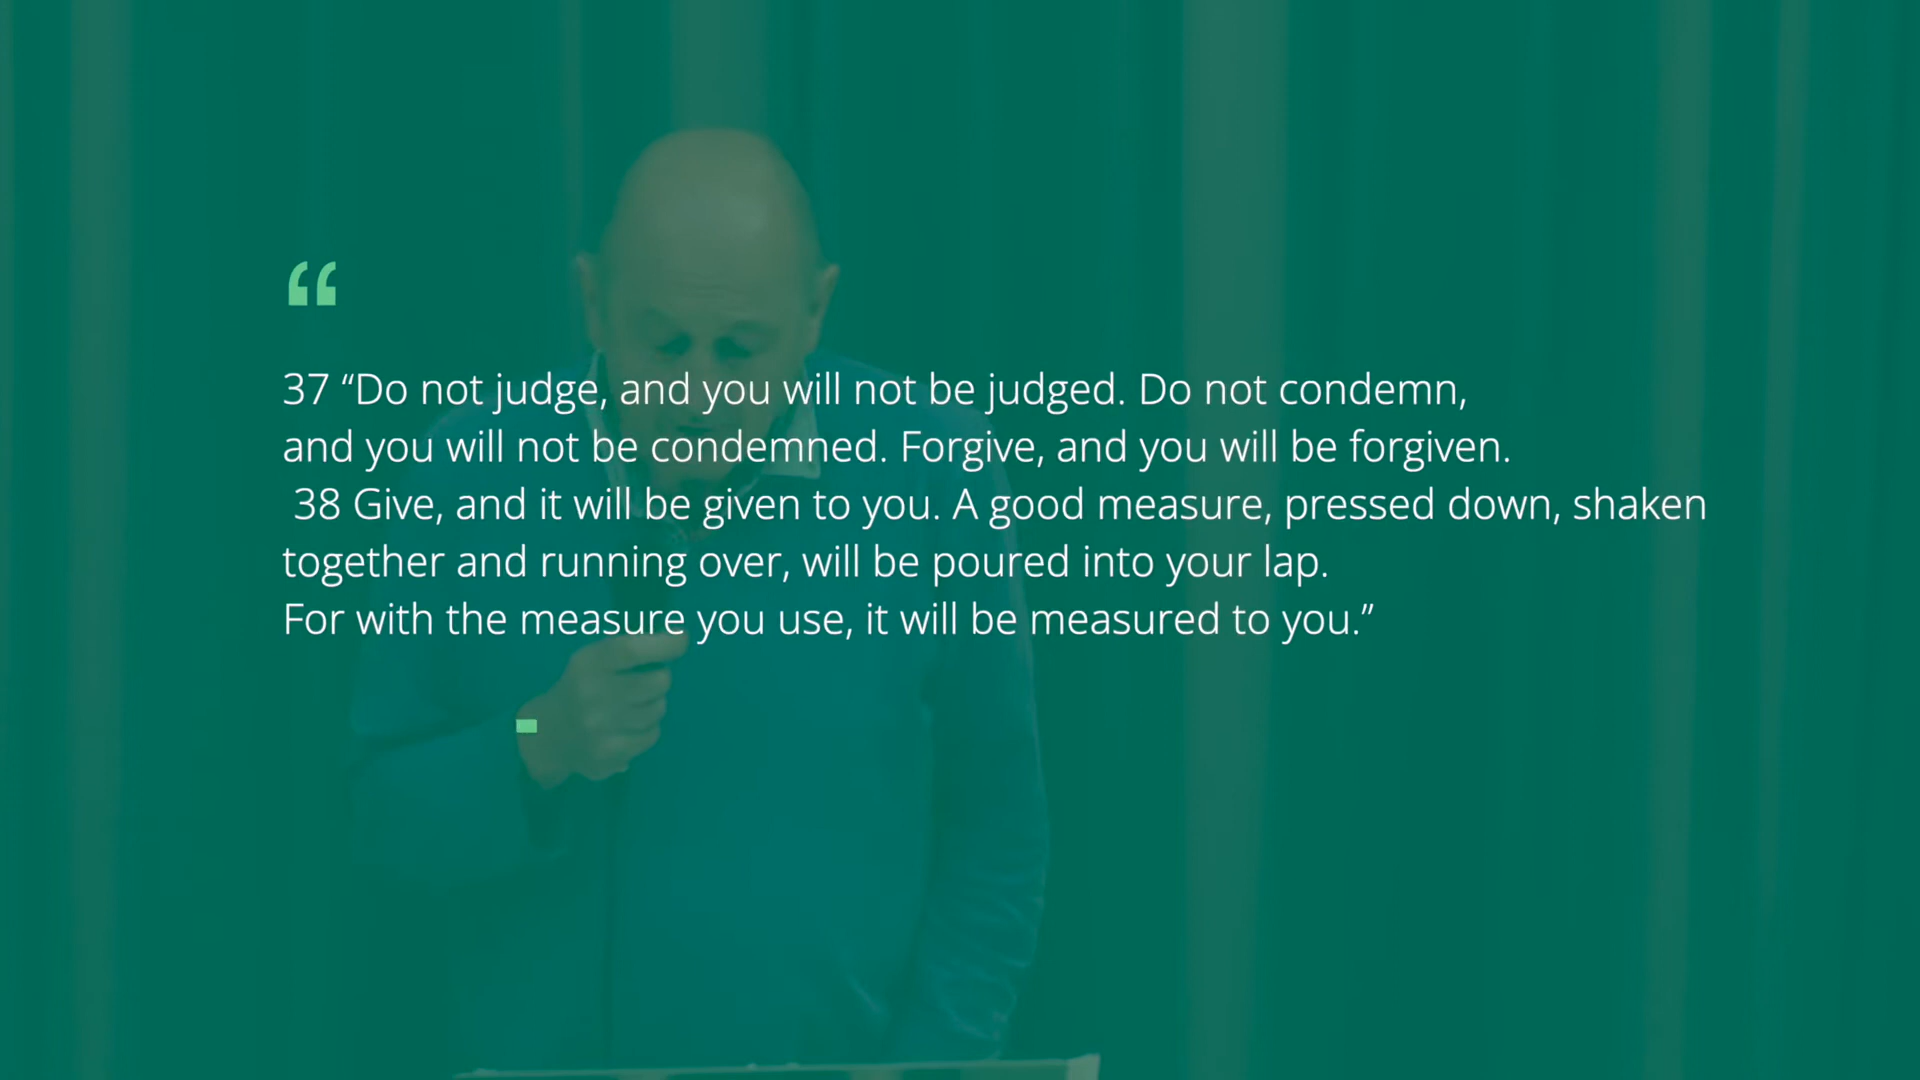 “
37 “Do not judge, and you will not be judged. Do not condemn,
and you will not be condemned. Forgive, and you will be forgiven.
38 Give, and it will be given to you. A good measure, pressed down, shaken
together and running over, will be poured into your lap.
For with the measure you use, it will be measured to you.”